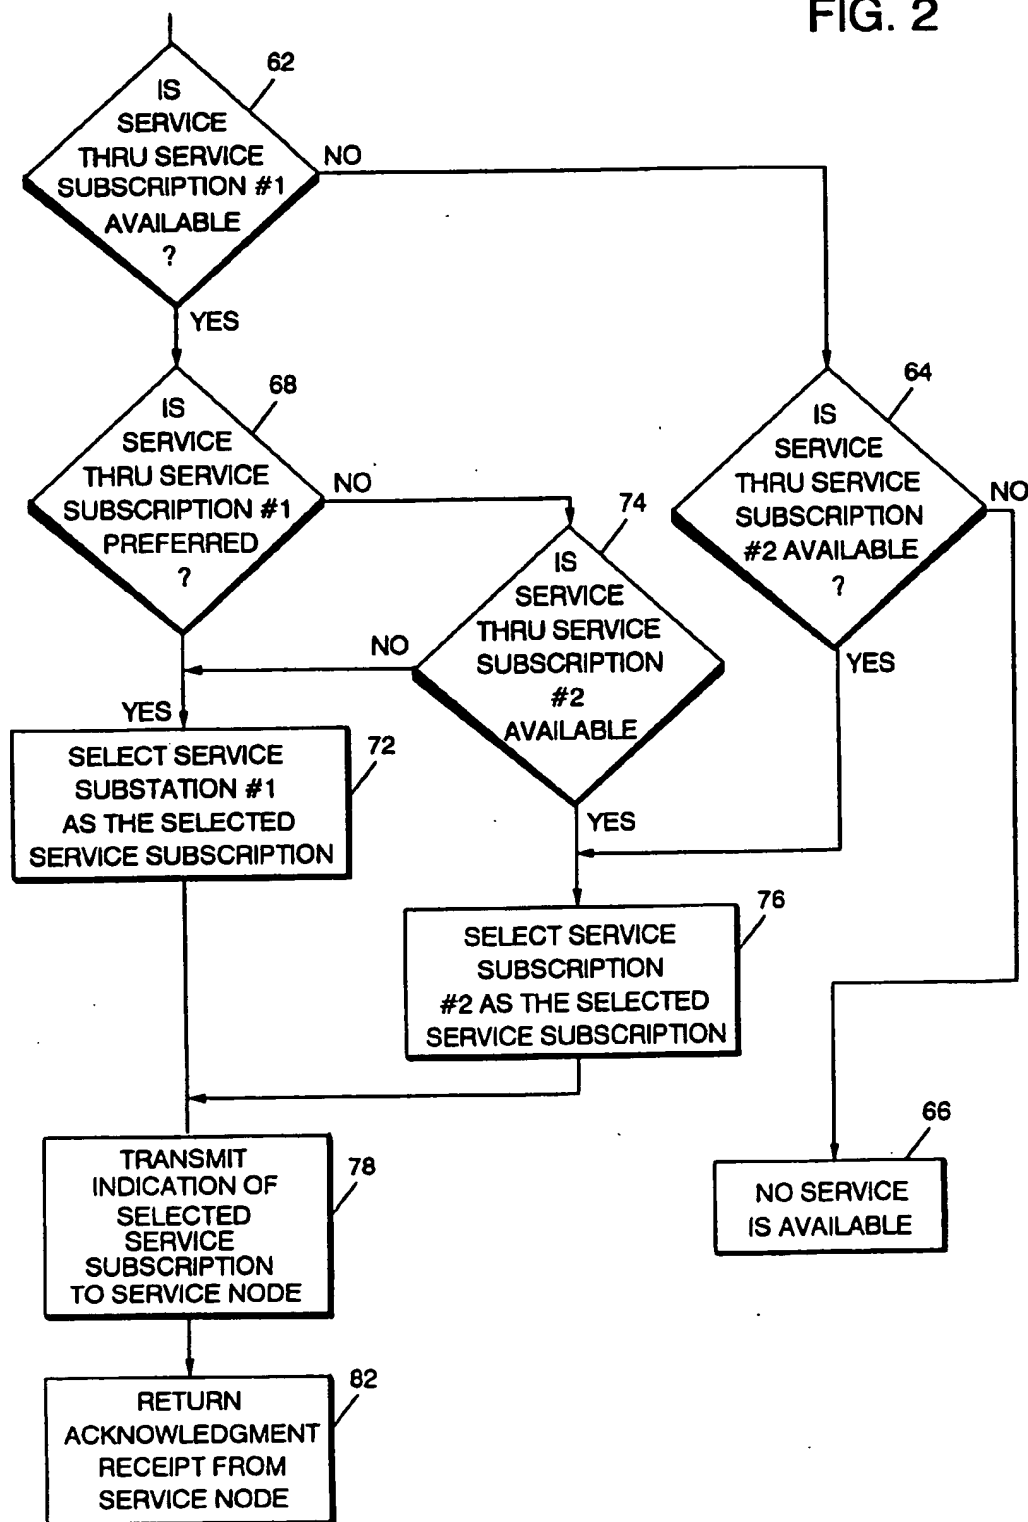 FIG. 2
62
IS
SERVICE
THRU SERVICE
SUBSCRIPTION #1
AVAILABLE
?
NO
YES
68
IS
SERVICE
THRU SERVICE
SUBSCRIPTION #1
PREFERRED
?
NO
YES
74
IS
SERVICE
THRU SERVICE
SUBSCRIPTION
#2
AVAILABLE
NO
YES
64
IS
SERVICE
THRU SERVICE
SUBSCRIPTION
#2 AVAILABLE
?
NO
YES
72
SELECT SERVICE
SUBSTATION #1
AS THE SELECTED
SERVICE SUBSCRIPTION
76
SELECT SERVICE
SUBSCRIPTION
#2 AS THE SELECTED
SERVICE SUBSCRIPTION
66
NO SERVICE
IS AVAILABLE
78
TRANSMIT
INDICATION OF
SELECTED
SERVICE
SUBSCRIPTION
TO SERVICE NODE
82
RETURN
ACKNOWLEDGMENT
RECEIPT FROM
SERVICE NODE